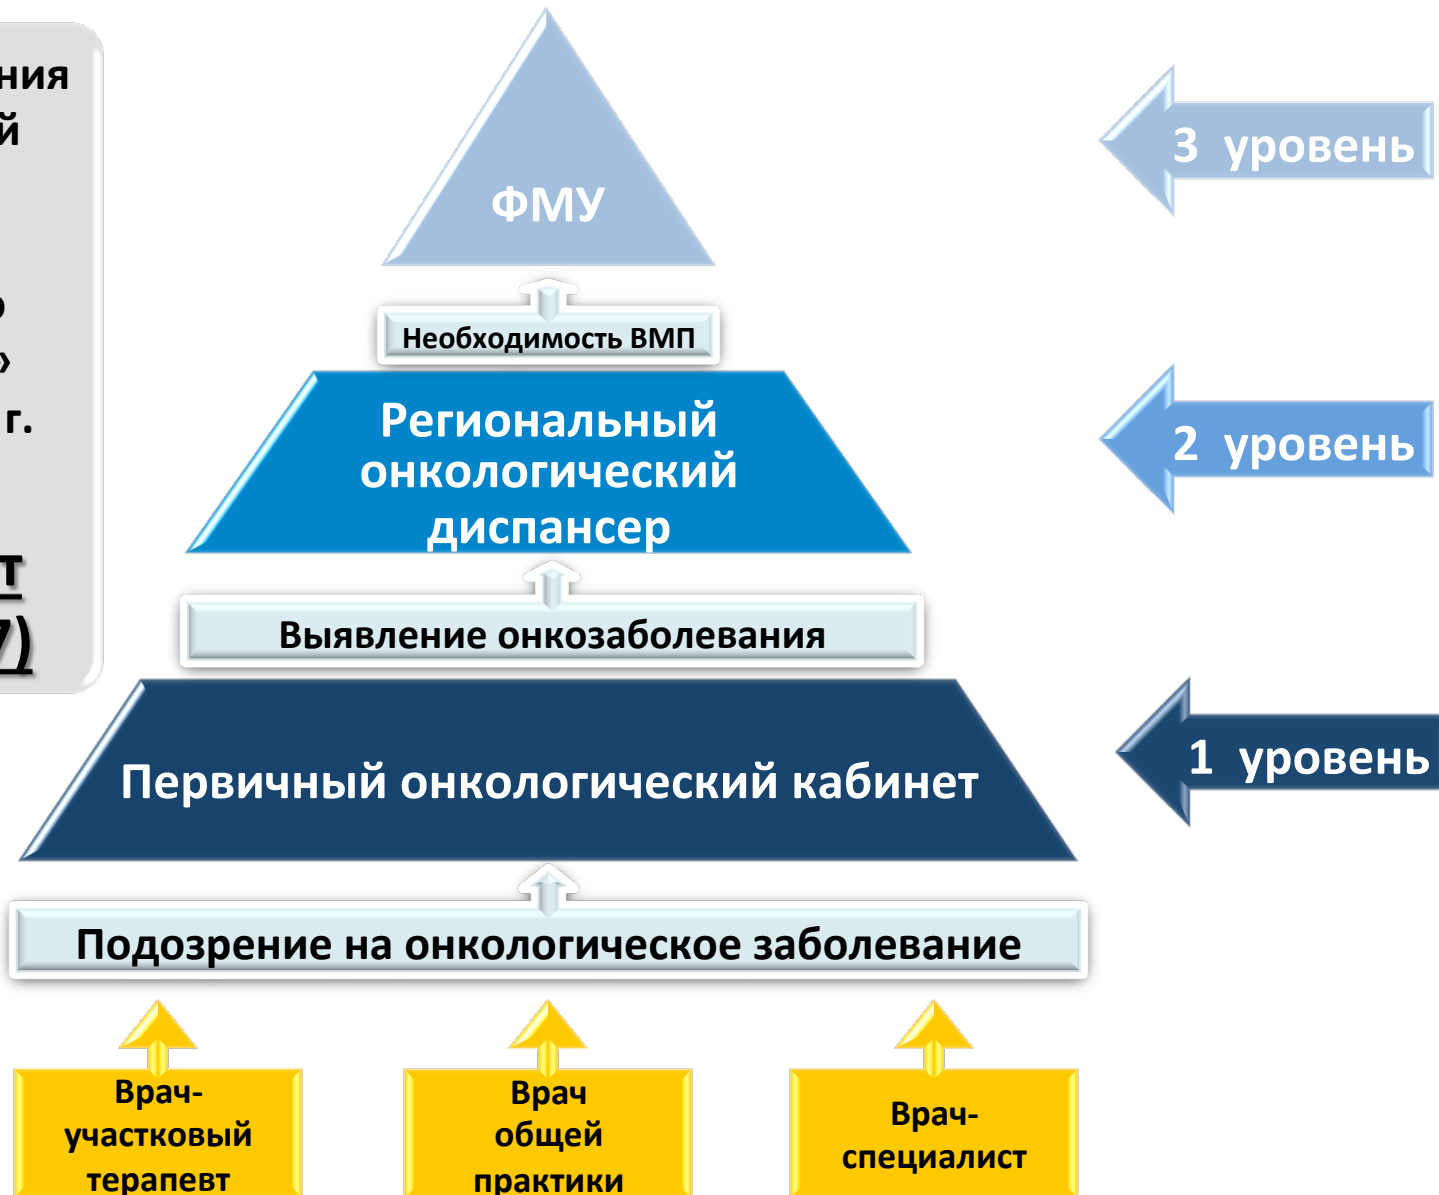 3 уровень
ФМУ
Необходимость ВМП
г.
Региональный
онкологический
диспансер
2 уровень
Выявление онкозаболевания
7)
Первичный онкологический кабинет
1 уровень
Подозрение на онкологическое заболевание
Врач-
участковый
терапевт
Врач
общей
практики
Врач-
специалист